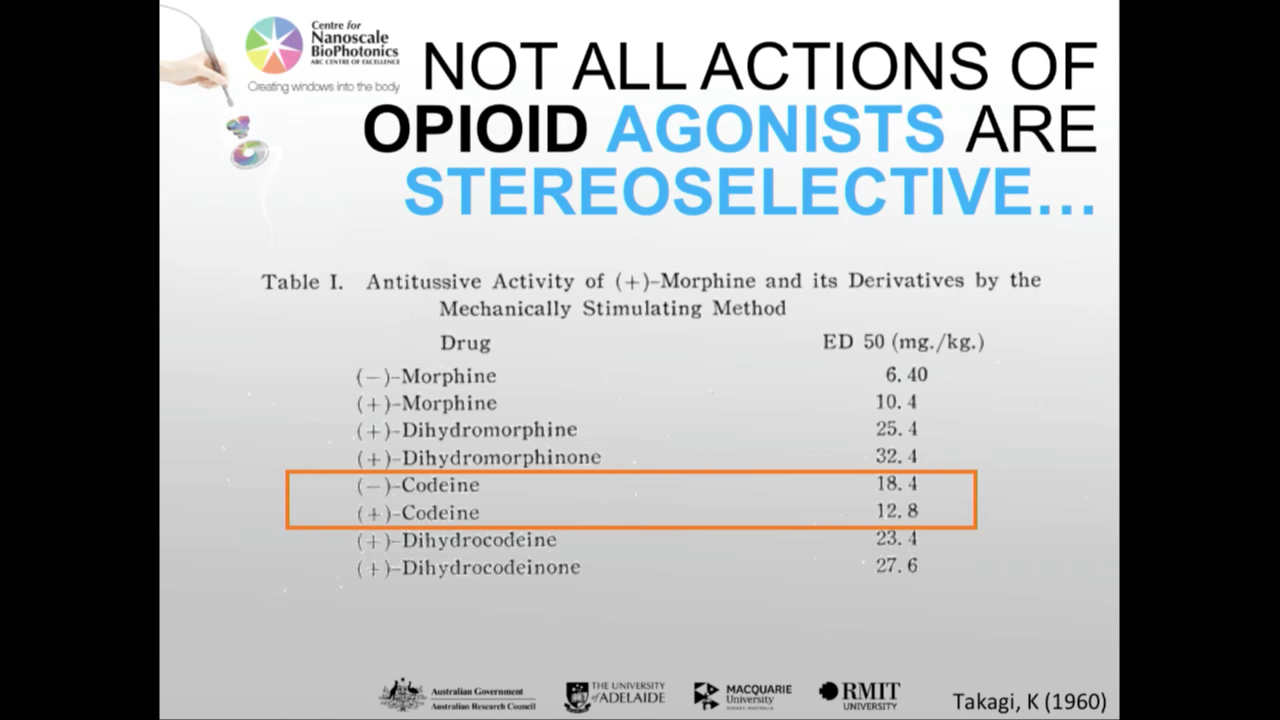 Centre for
Nanoscale
BioPhotonics
ARC CENTRE OF EXCELLENCE
Creating windows into the body
NOT ALL ACTIONS OF
OPIOID AGONISTS ARE
STEREOSELECTIVE...
Table I. Antitussive Activity of (+)-Morphine and its Derivatives by the
Mechanically Stimulating Method
Drug ED 50 (mg./kg.)
(−)-Morphine 6.40
(+)-Morphine 10.4
(+)-Dihydromorphine 25.4
(+)-Dihydromorphinone 32.4
(−)-Codeine 18.4
(+)-Codeine 12.8
(+)-Dihydrocodeine 23.4
(+)-Dihydrocodeinone 27.6
Australian Government
Australian Research Council
THE UNIVERSITY
of ADELAIDE
MACQUARIE
University
SYDNEY·AUSTRALIA
RMIT
UNIVERSITY
Takagi, K (1960)